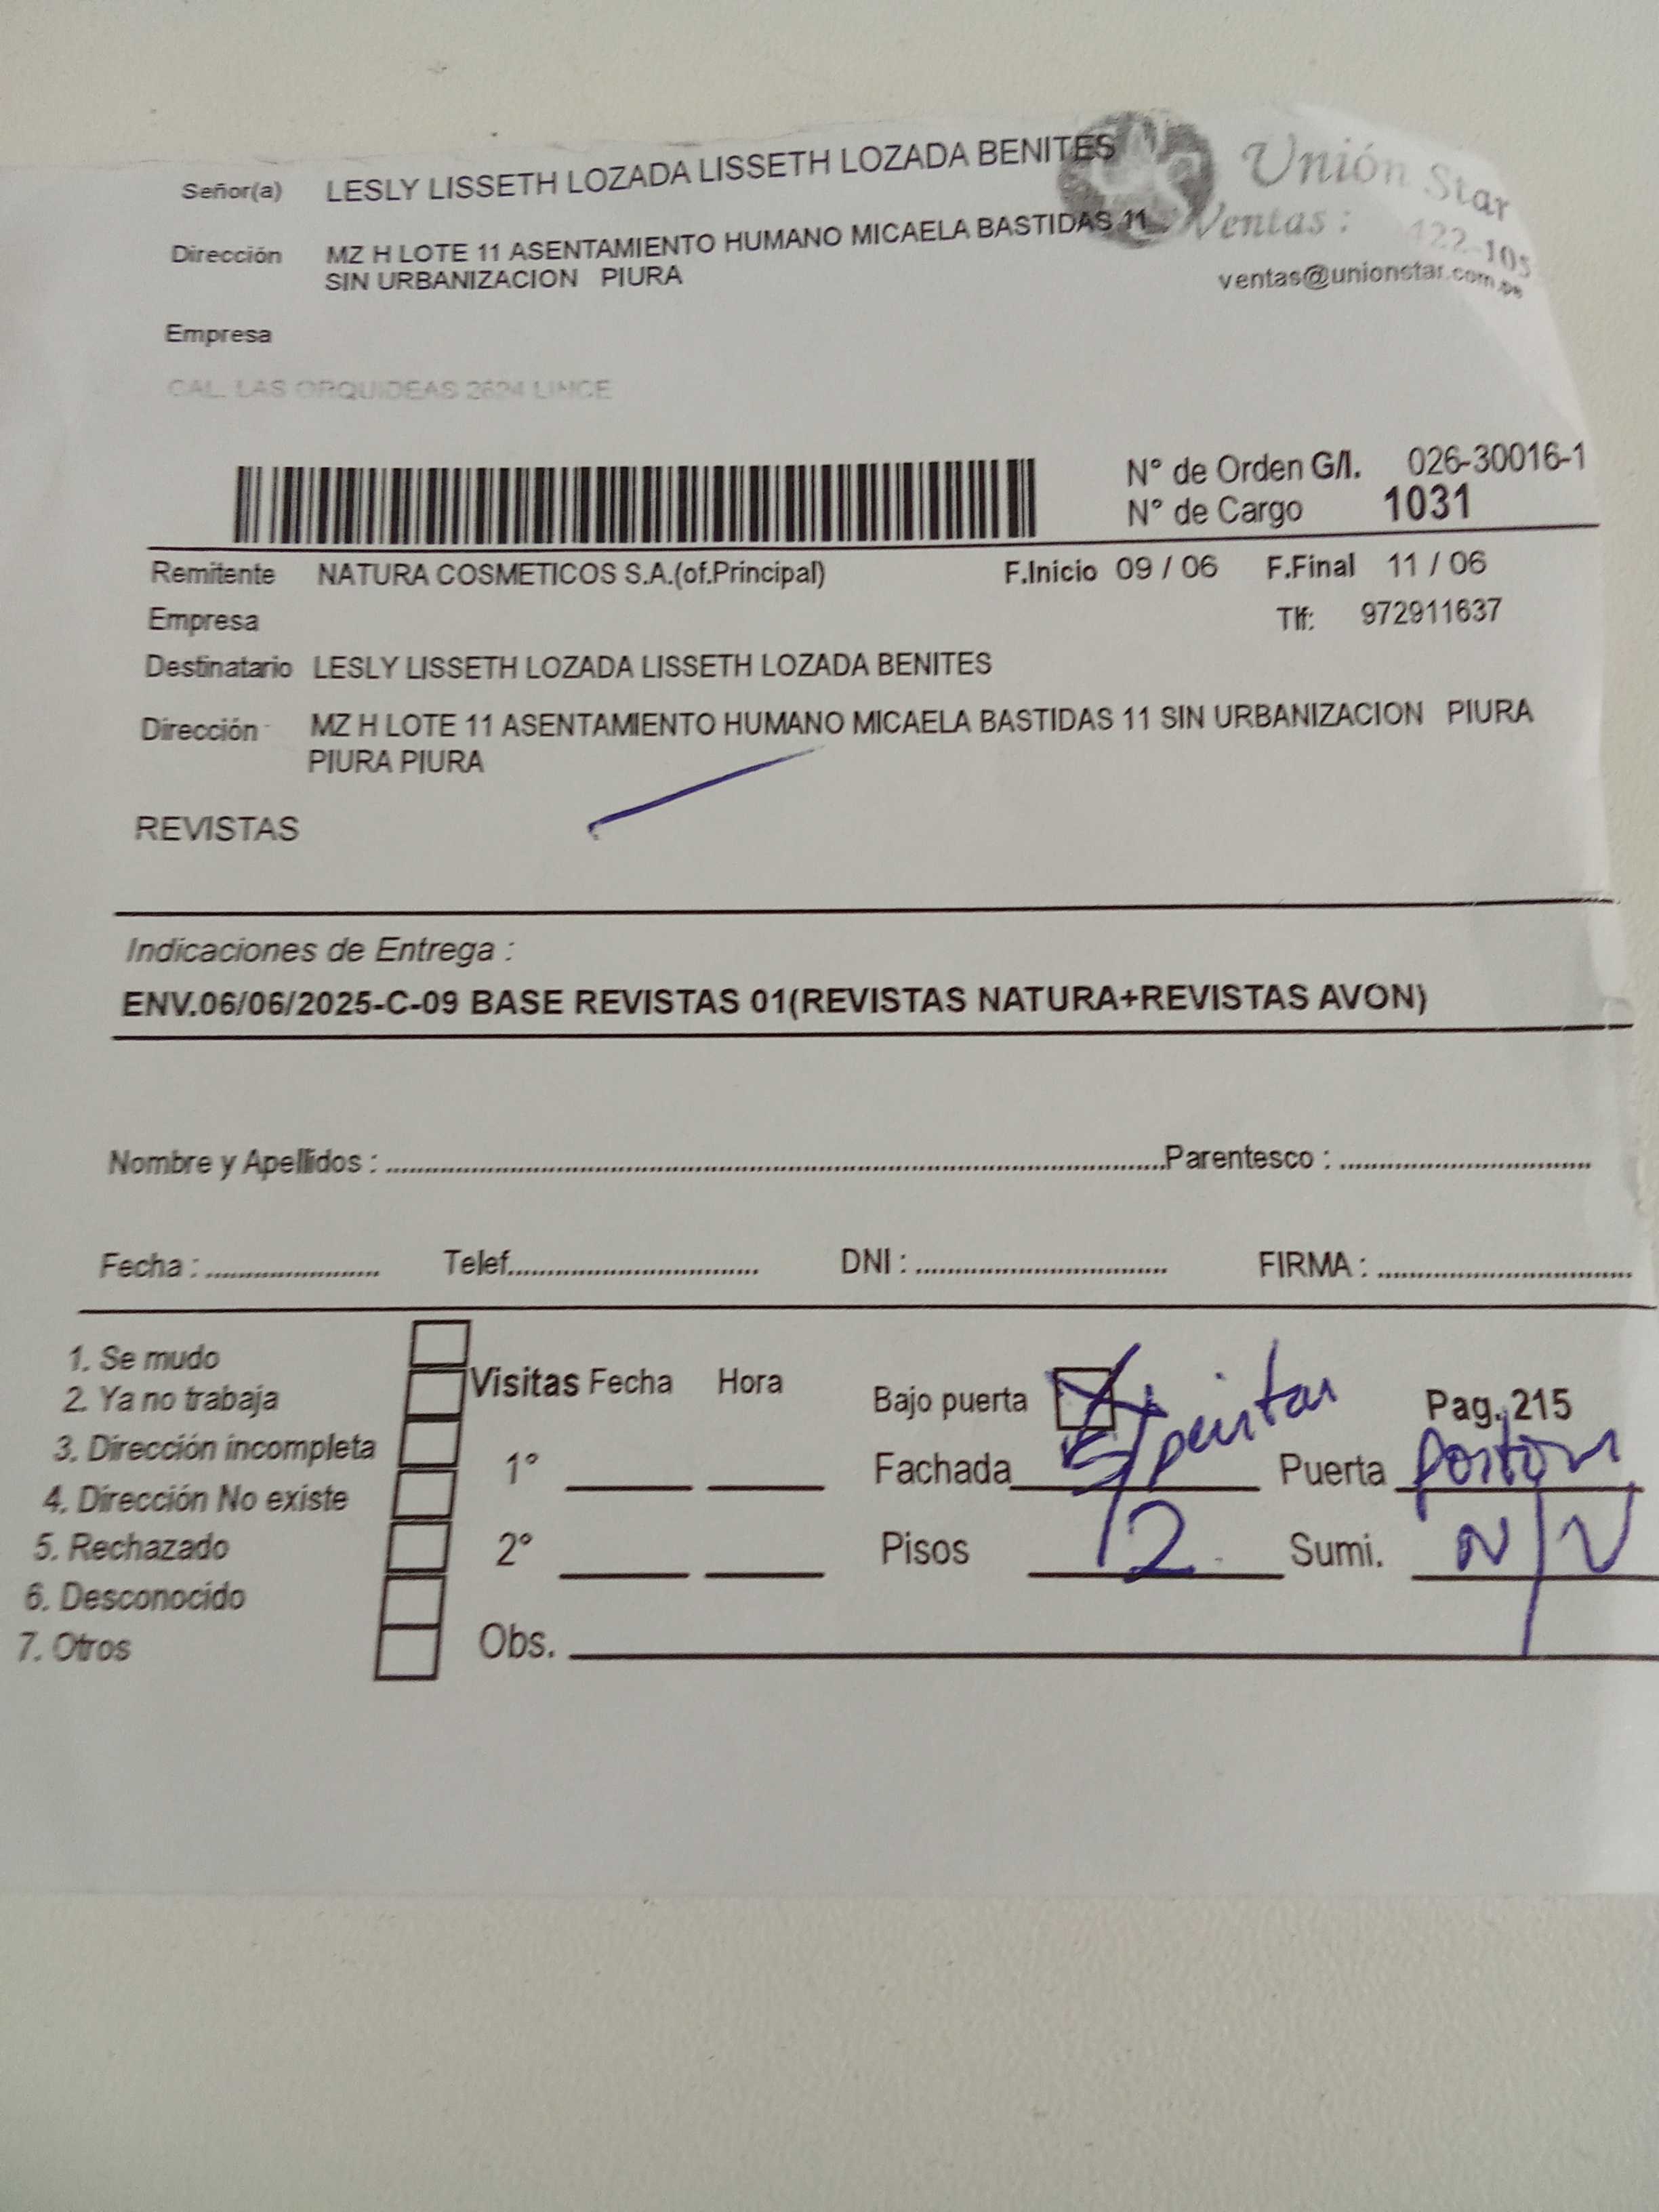 Señor(a) LESLY LISSETH LOZADA LISSETH LOZADA BENITES
Unión Star
Ventas : 422-105
Dirección MZ H LOTE 11 ASENTAMIENTO HUMANO MICAELA BASTIDAS 11
SIN URBANIZACION PIURA
ventas@unionstar.com.pe
Empresa
CAL. LAS ORQUIDEAS 2624 LINCE
N° de Orden G/I. 026-30016-1
N° de Cargo 1031
Remitente NATURA COSMETICOS S.A.(of.Principal) F.Inicio 09 / 06 F.Final 11 / 06
Empresa Tlf: 972911637
Destinatario LESLY LISSETH LOZADA LISSETH LOZADA BENITES
Dirección MZ H LOTE 11 ASENTAMIENTO HUMANO MICAELA BASTIDAS 11 SIN URBANIZACION PIURA
PIURA PIURA
REVISTAS
Indicaciones de Entrega :
ENV.06/06/2025-C-09 BASE REVISTAS 01(REVISTAS NATURA+REVISTAS AVON)
Nombre y Apellidos : Parentesco :
Fecha : Telef. DNI : FIRMA :
1. Se mudo
2. Ya no trabaja
3. Dirección incompleta
4. Dirección No existe
5. Rechazado
6. Desconocido
7. Otros
Visitas Fecha Hora
1°
2°
Obs.
Bajo puerta Pag. 215
Fachada S/pintar Puerta Porton
Pisos 2 Sumi. N/V